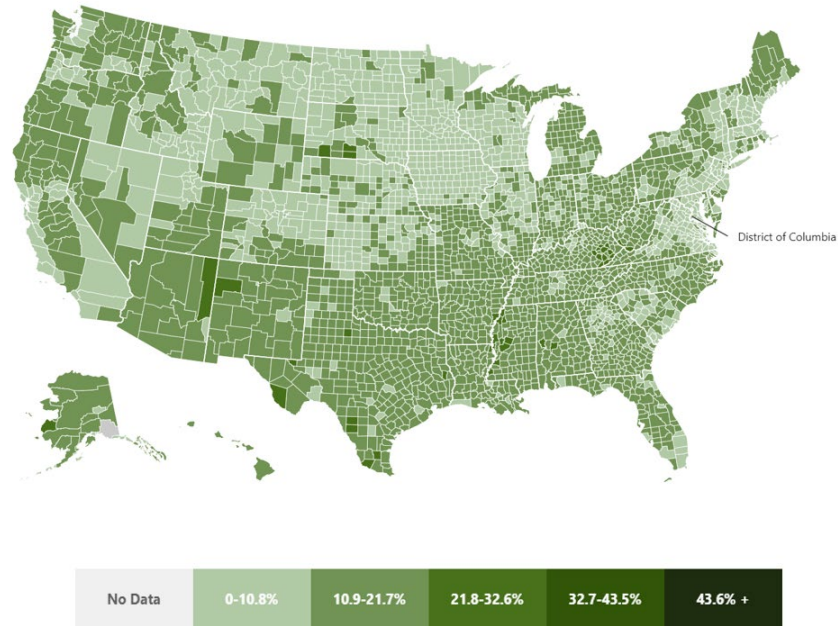 District of Columbia
No Data 0-10.8% 10.9-21.7% 21.8-32.6% 32.7-43.5% 43.6% +